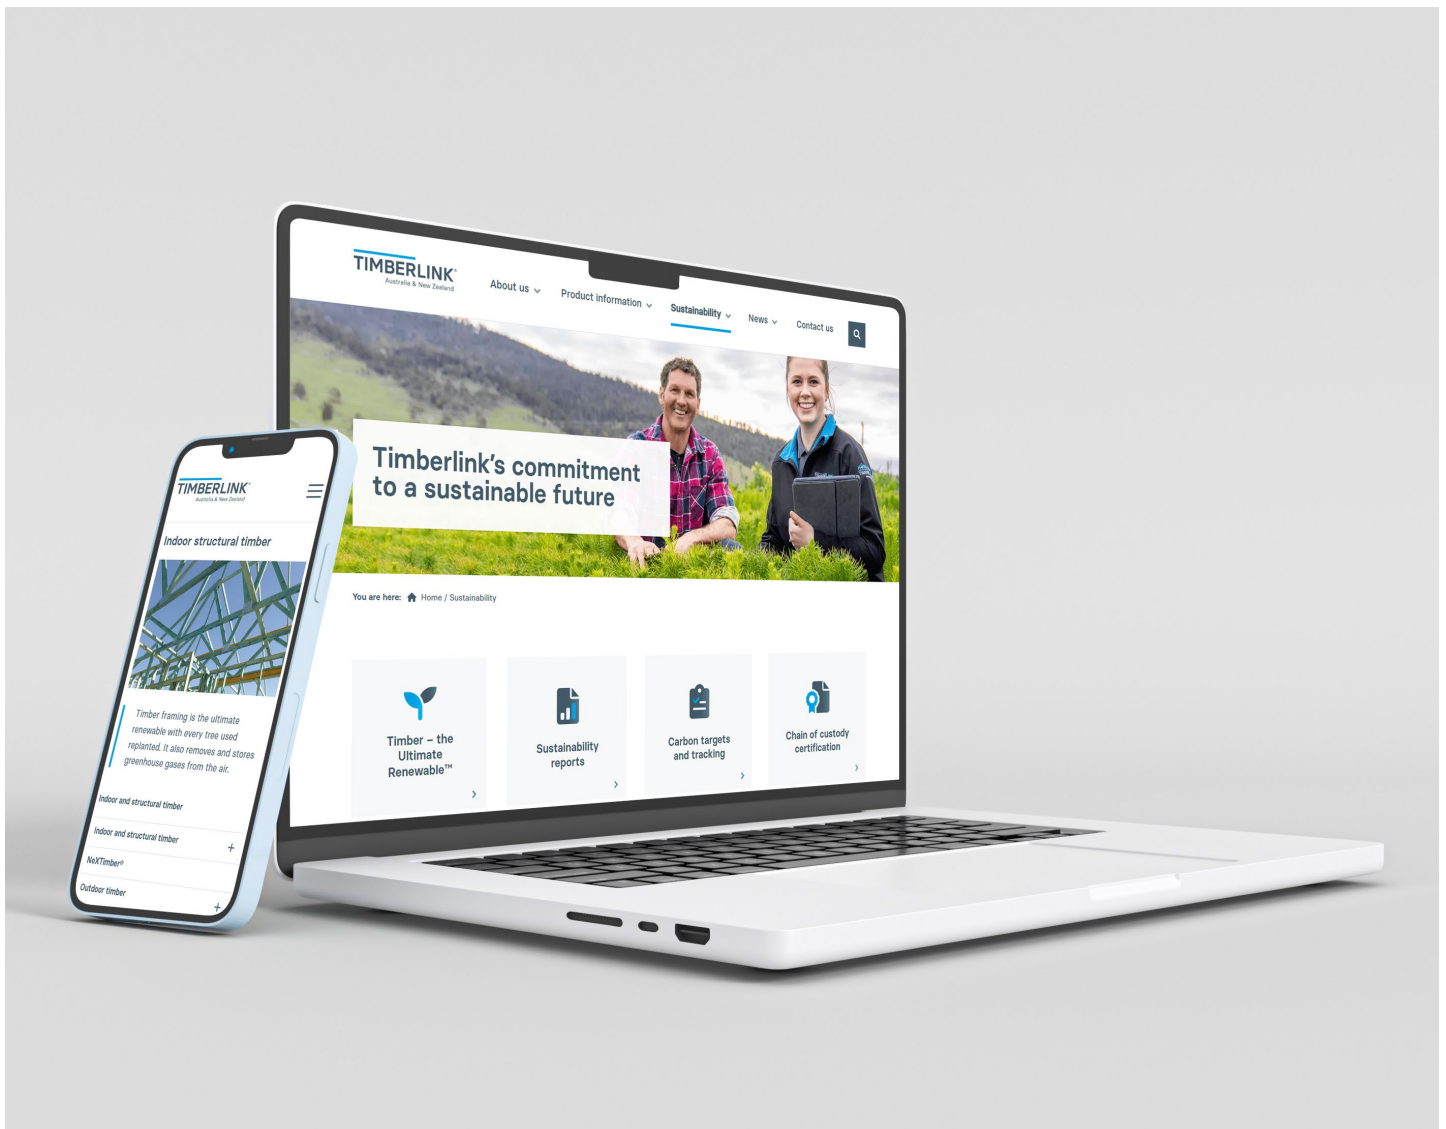 TIMBERLINK
Australia & New Zealand
About us
Product information
Sustainability
News
Contact us
Timberlink's commitment
to a sustainable future
You are here: Home / Sustainability
Timber – the
Ultimate
Renewable™
Sustainability
reports
Carbon targets
and tracking
Chain of custody
certification
TIMBERLINK
Australia & New Zealand
Indoor structural timber
Timber framing is the ultimate
renewable with every tree used
replanted. It also removes and stores
greenhouse gases from the air.
Indoor and structural timber
Indoor and structural timber
+
NeXTimber®
Outdoor timber
+